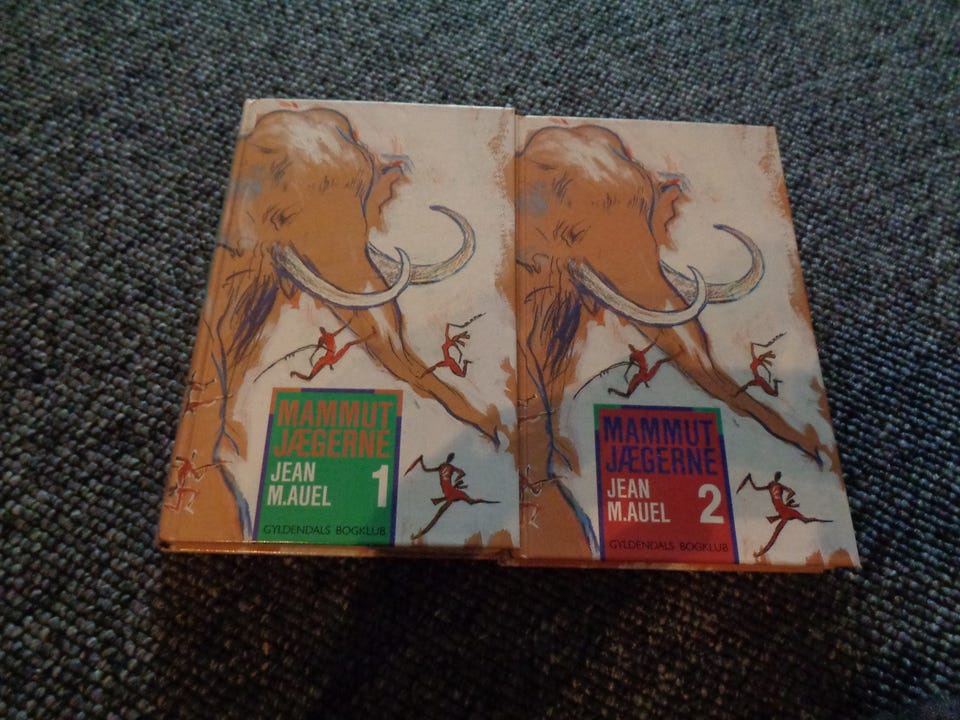 MAMMUT
JÆGERNE
JEAN
M.AUEL
1
GYLDENDALS BOGKLUB
MAMMUT
JÆGERNE
JEAN
M.AUEL
2
GYLDENDALS BOGKLUB